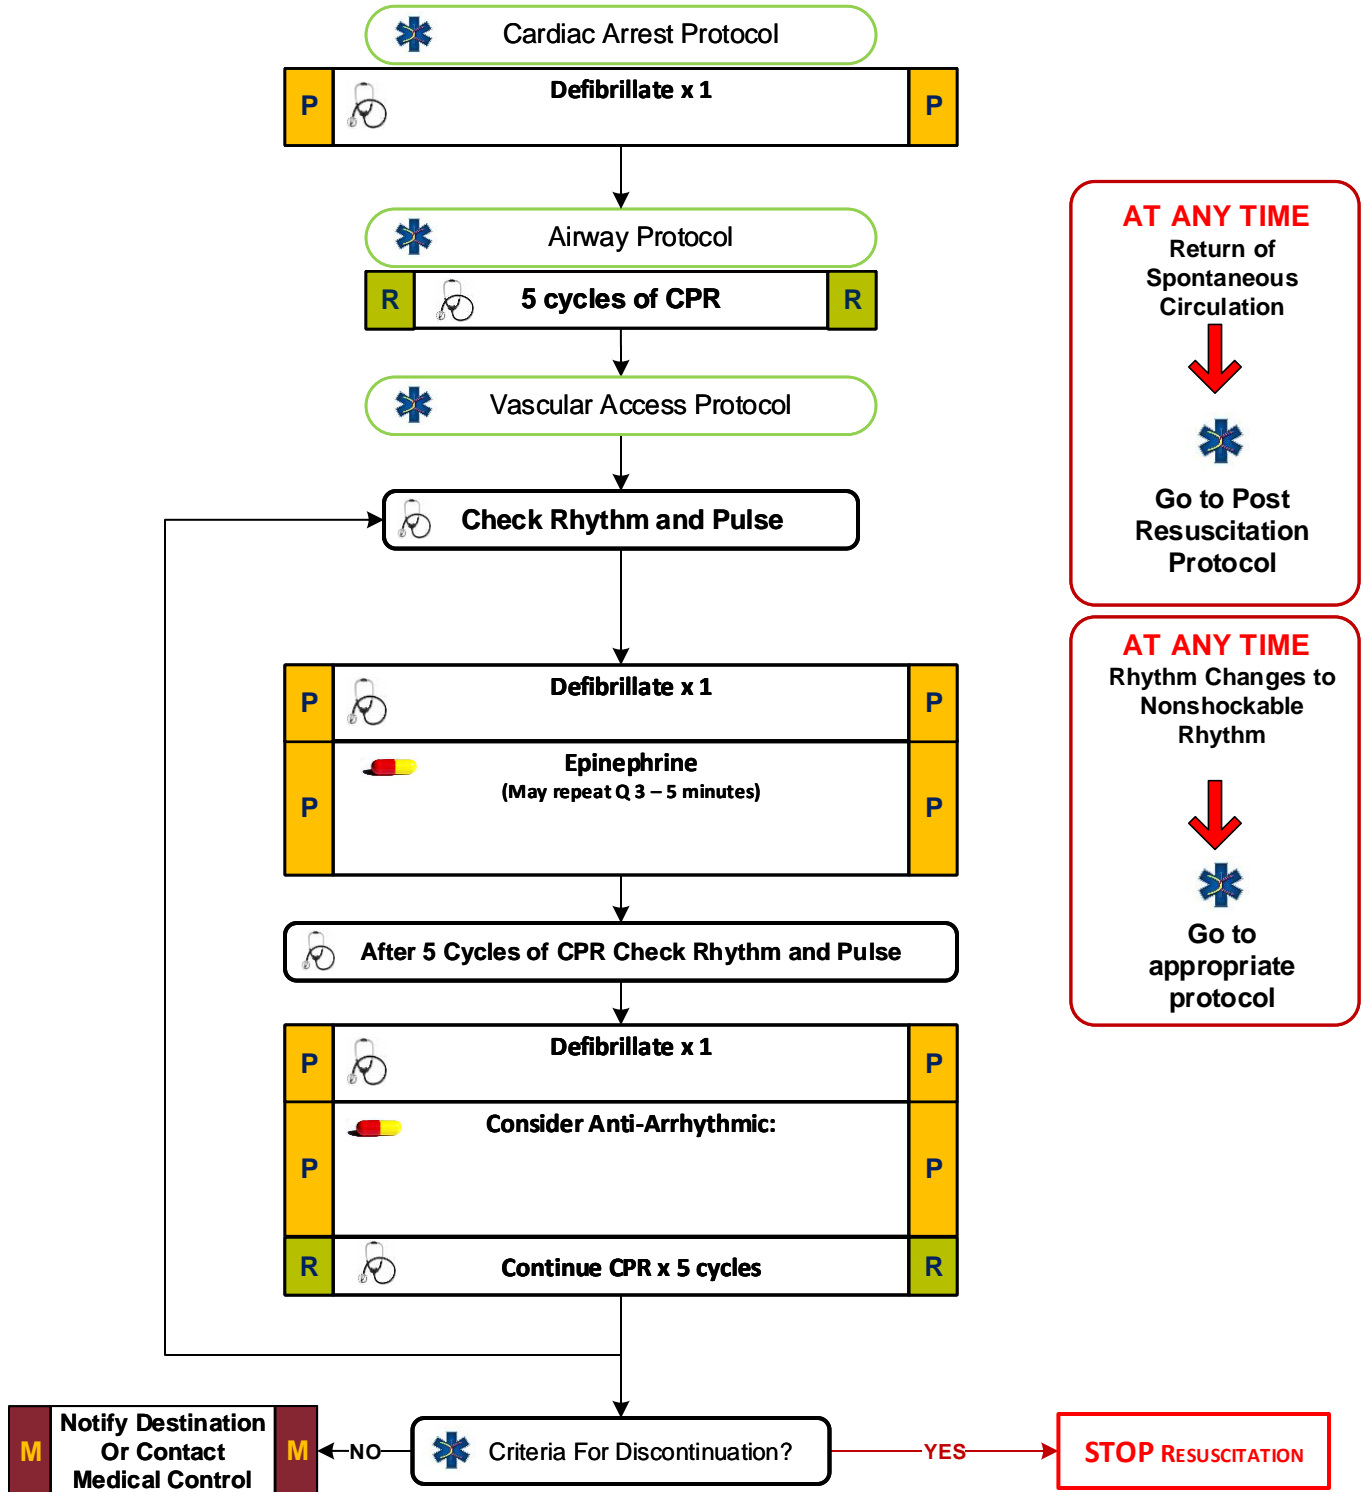 Cardiac Arrest Protocol
P
Defibrillate x 1
P
Airway Protocol
R
5 cycles of CPR
R
Vascular Access Protocol
Check Rhythm and Pulse
P
Defibrillate x 1
P
P
Epinephrine
(May repeat Q 3 – 5 minutes)
P
After 5 Cycles of CPR Check Rhythm and Pulse
P
Defibrillate x 1
P
P
Consider Anti-Arrhythmic:
P
R
Continue CPR x 5 cycles
R
M
Notify Destination
Or Contact
Medical Control
M
NO
Criteria For Discontinuation?
YES
STOP RESUSCITATION
AT ANY TIME
Return of
Spontaneous
Circulation
Go to Post
Resuscitation
Protocol
AT ANY TIME
Rhythm Changes to
Nonshockable
Rhythm
Go to
appropriate
protocol